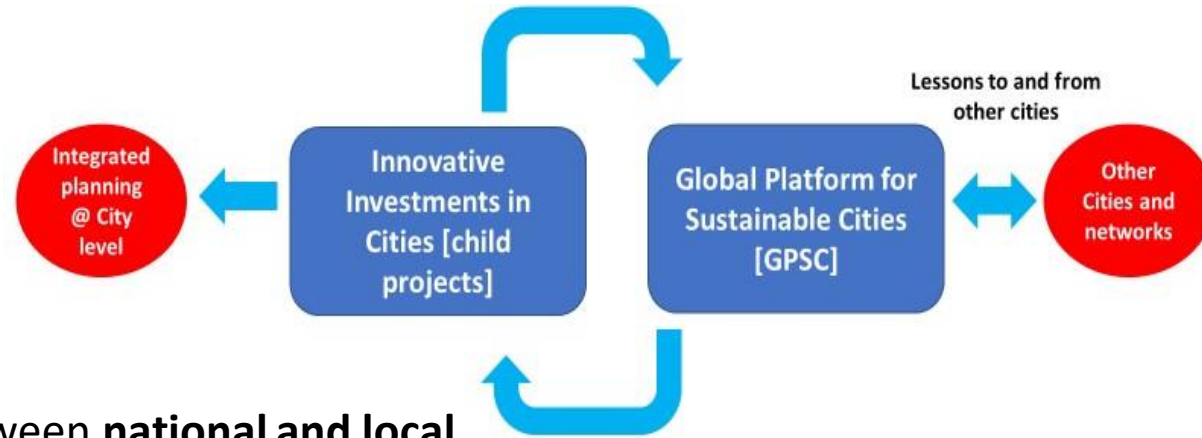 Lessons to and from
other cities
Integrated
planning
@ City
level
Innovative
Investments in
Cities [child
projects]
Global Platform for
Sustainable Cities
[GPSC]
Other
Cities and
networks
national and local